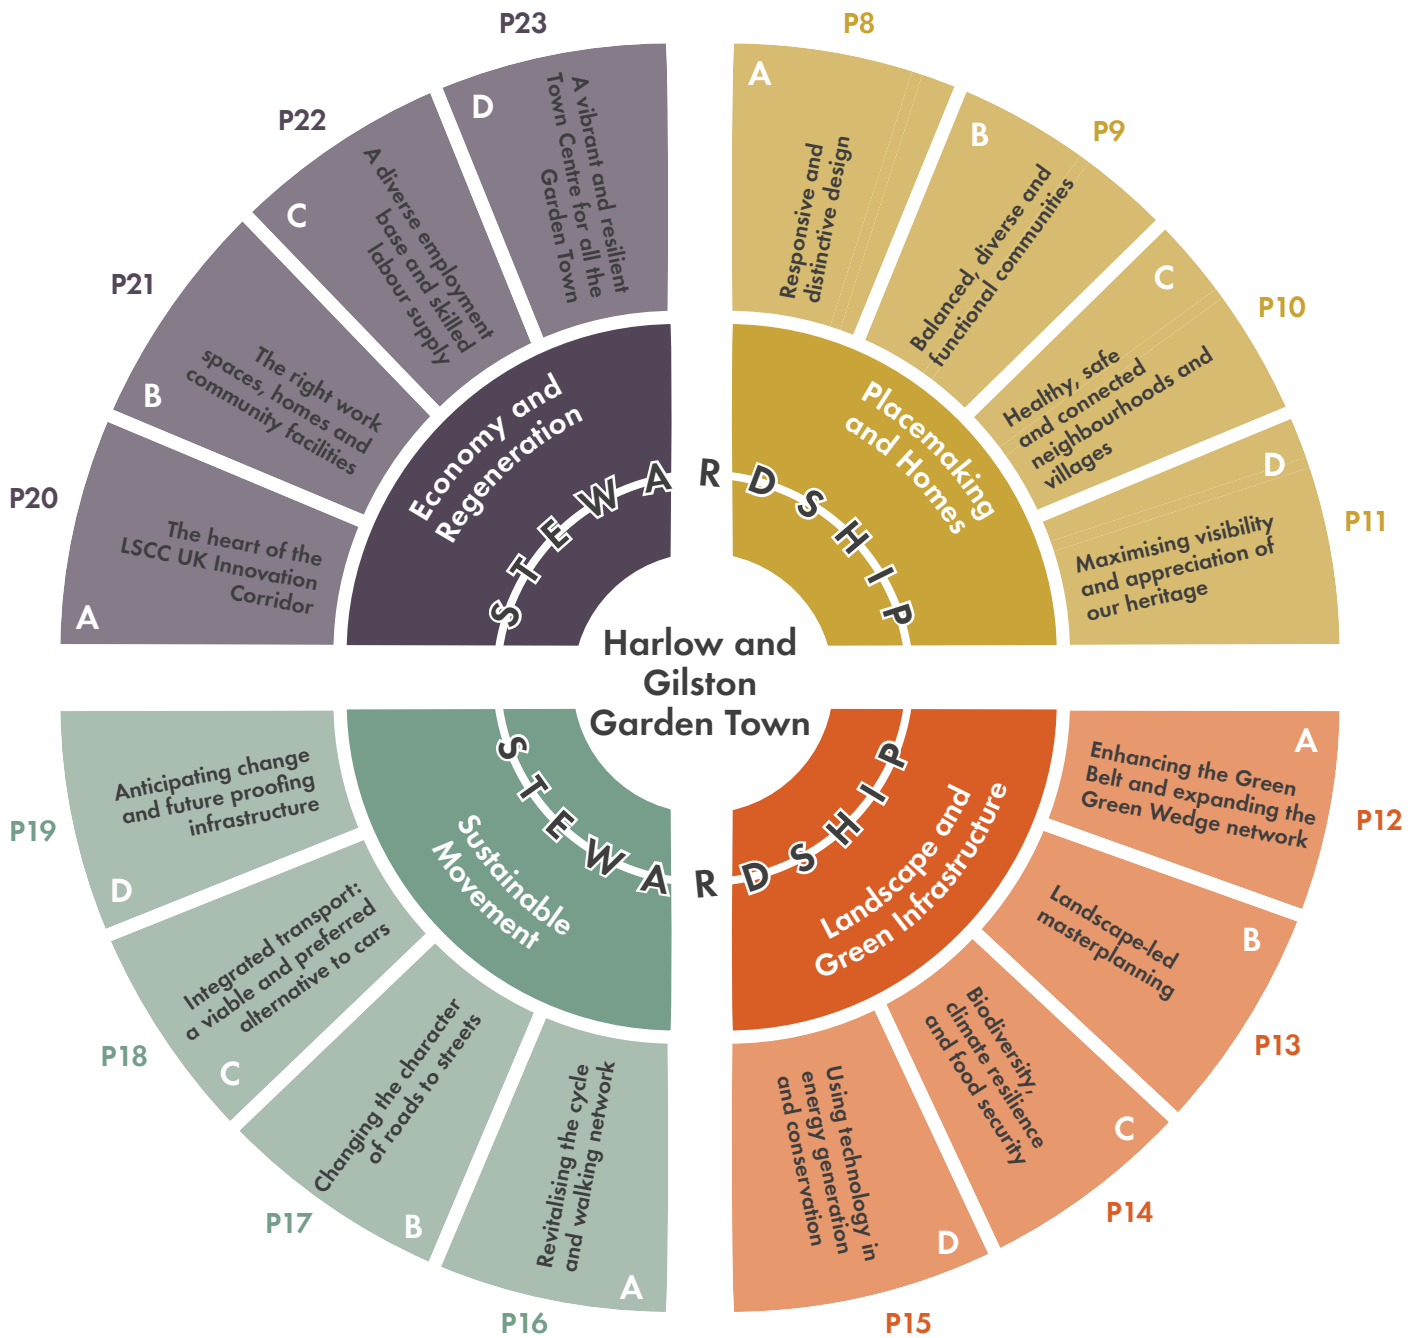 Harlow and
Gilston
Garden Town
STEWARDSHIP
STEWARDSHIP
Placemaking
and Homes
P8
A
Responsive and
distinctive design
P9
B
Balanced, diverse and
functional communities
P10
C
Healthy, safe
and connected
neighbourhoods and
villages
P11
D
Maximising visibility
and appreciation of
our heritage
Landscape and
Green Infrastructure
P12
A
Enhancing the Green
Belt and expanding the
Green Wedge network
P13
B
Landscape-led
masterplanning
P14
C
Biodiversity,
climate resilience
and food security
P15
D
Using technology in
energy generation
and conservation
Sustainable
Movement
P16
A
Revitalising the cycle
and walking network
P17
B
Changing the character
of roads to streets
P18
C
Integrated transport:
a viable and preferred
alternative to cars
P19
D
Anticipating change
and future proofing
infrastructure
Economy and
Regeneration
P20
A
The heart of the
LSCC UK Innovation
Corridor
P21
B
The right work
spaces, homes and
community facilities
P22
C
A diverse employment
base and skilled
labour supply
P23
D
A vibrant and resilient
Town Centre for all the
Garden Town